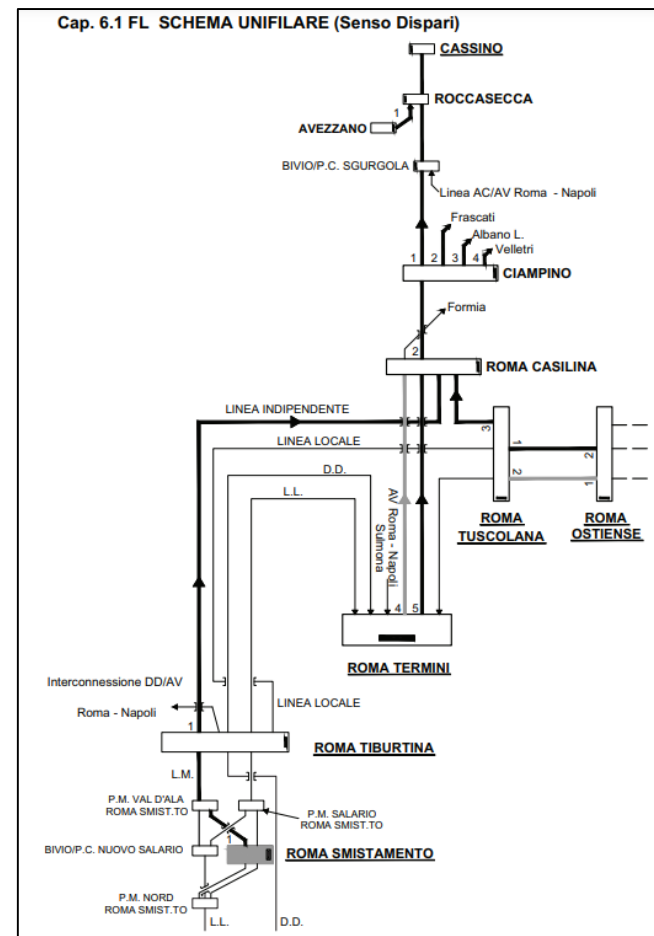 Cap. 6.1 FL  SCHEMA UNIFILARE (Senso Dispari)
CASSINO
ROCCASECCA
1
AVEZZANO
BIVIO/P.C. SGURGOLA
Linea AC/AV Roma - Napoli
Frascati
Albano L.
Velletri
1 2 3 4
CIAMPINO
Formia
2
ROMA CASILINA
LINEA INDIPENDENTE
3
LINEA LOCALE
1
2
D.D.
2
1
L.L.
AV Roma - Napoli
Sulmona
ROMA
TUSCOLANA
ROMA
OSTIENSE
4 5
ROMA TERMINI
Interconnessione DD/AV
LINEA LOCALE
Roma - Napoli
1
ROMA TIBURTINA
L.M.
P.M. VAL D'ALA
ROMA SMIST.TO
P.M. SALARIO
ROMA SMIST.TO
1
BIVIO/P.C. NUOVO SALARIO
ROMA SMISTAMENTO
P.M. NORD
ROMA SMIST.TO
L.L.
D.D.